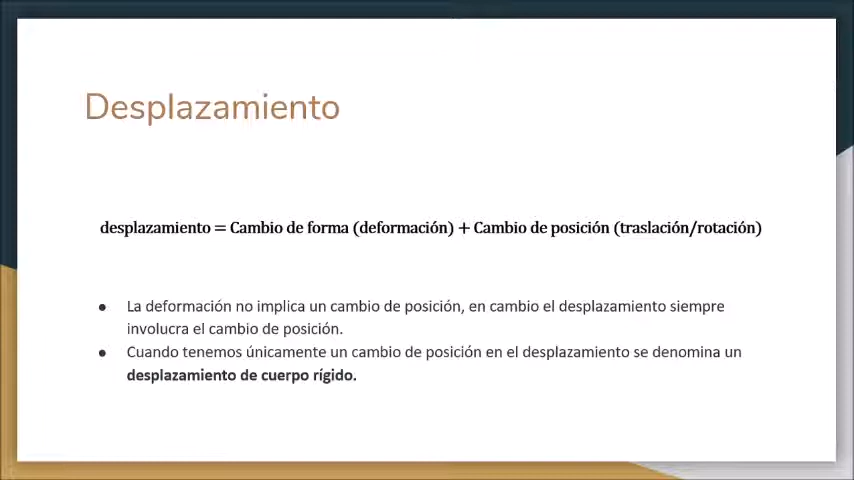 Desplazamiento
desplazamiento = Cambio de forma (deformación) + Cambio de posición (traslación/rotación)
● La deformación no implica un cambio de posición, en cambio el desplazamiento siempre
involucra el cambio de posición.
● Cuando tenemos únicamente un cambio de posición en el desplazamiento se denomina un
desplazamiento de cuerpo rígido.